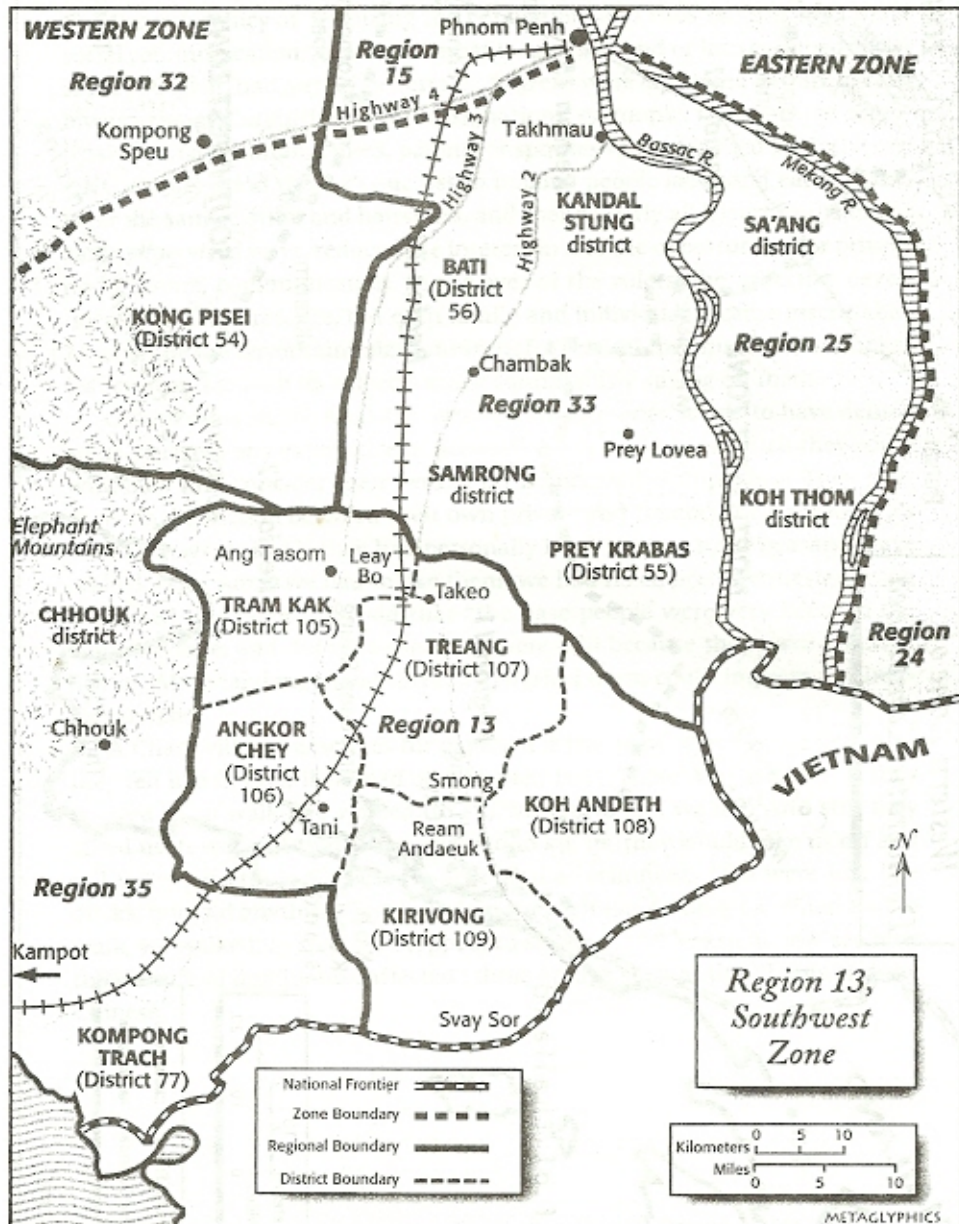 WESTERN ZONE
Region 32
Region
15
Phnom Penh
EASTERN ZONE
Highway 4
Highway 3
Kompong
Speu
Takhmau
Bassac R.
Mekong R.
Highway 2
KANDAL
STUNG
district
SA'ANG
district
BATI
(District
56)
KONG PISEI
(District 54)
Region 25
Chambak
Region 33
Prey Lovea
SAMRONG
district
KOH THOM
district
Elephant
Mountains
Ang Tasom
Leay
Bo
PREY KRABAS
(District 55)
Takeo
CHHOUK
district
TRAM KAK
(District 105)
TREANG
(District 107)
Region
24
Chhouk
ANGKOR
CHEY
(District
106)
Region 13
VIETNAM
Smong
KOH ANDETH
(District 108)
Tani
Ream
Andaeuk
N
Region 35
KIRIVONG
(District 109)
Kampot
Region 13,
Southwest
Zone
Svay Sor
KOMPONG
TRACH
(District 77)
National Frontier
Zone Boundary
Regional Boundary
District Boundary
Kilometers 0 5 10
Miles 0 5 10
METAGLYPHICS